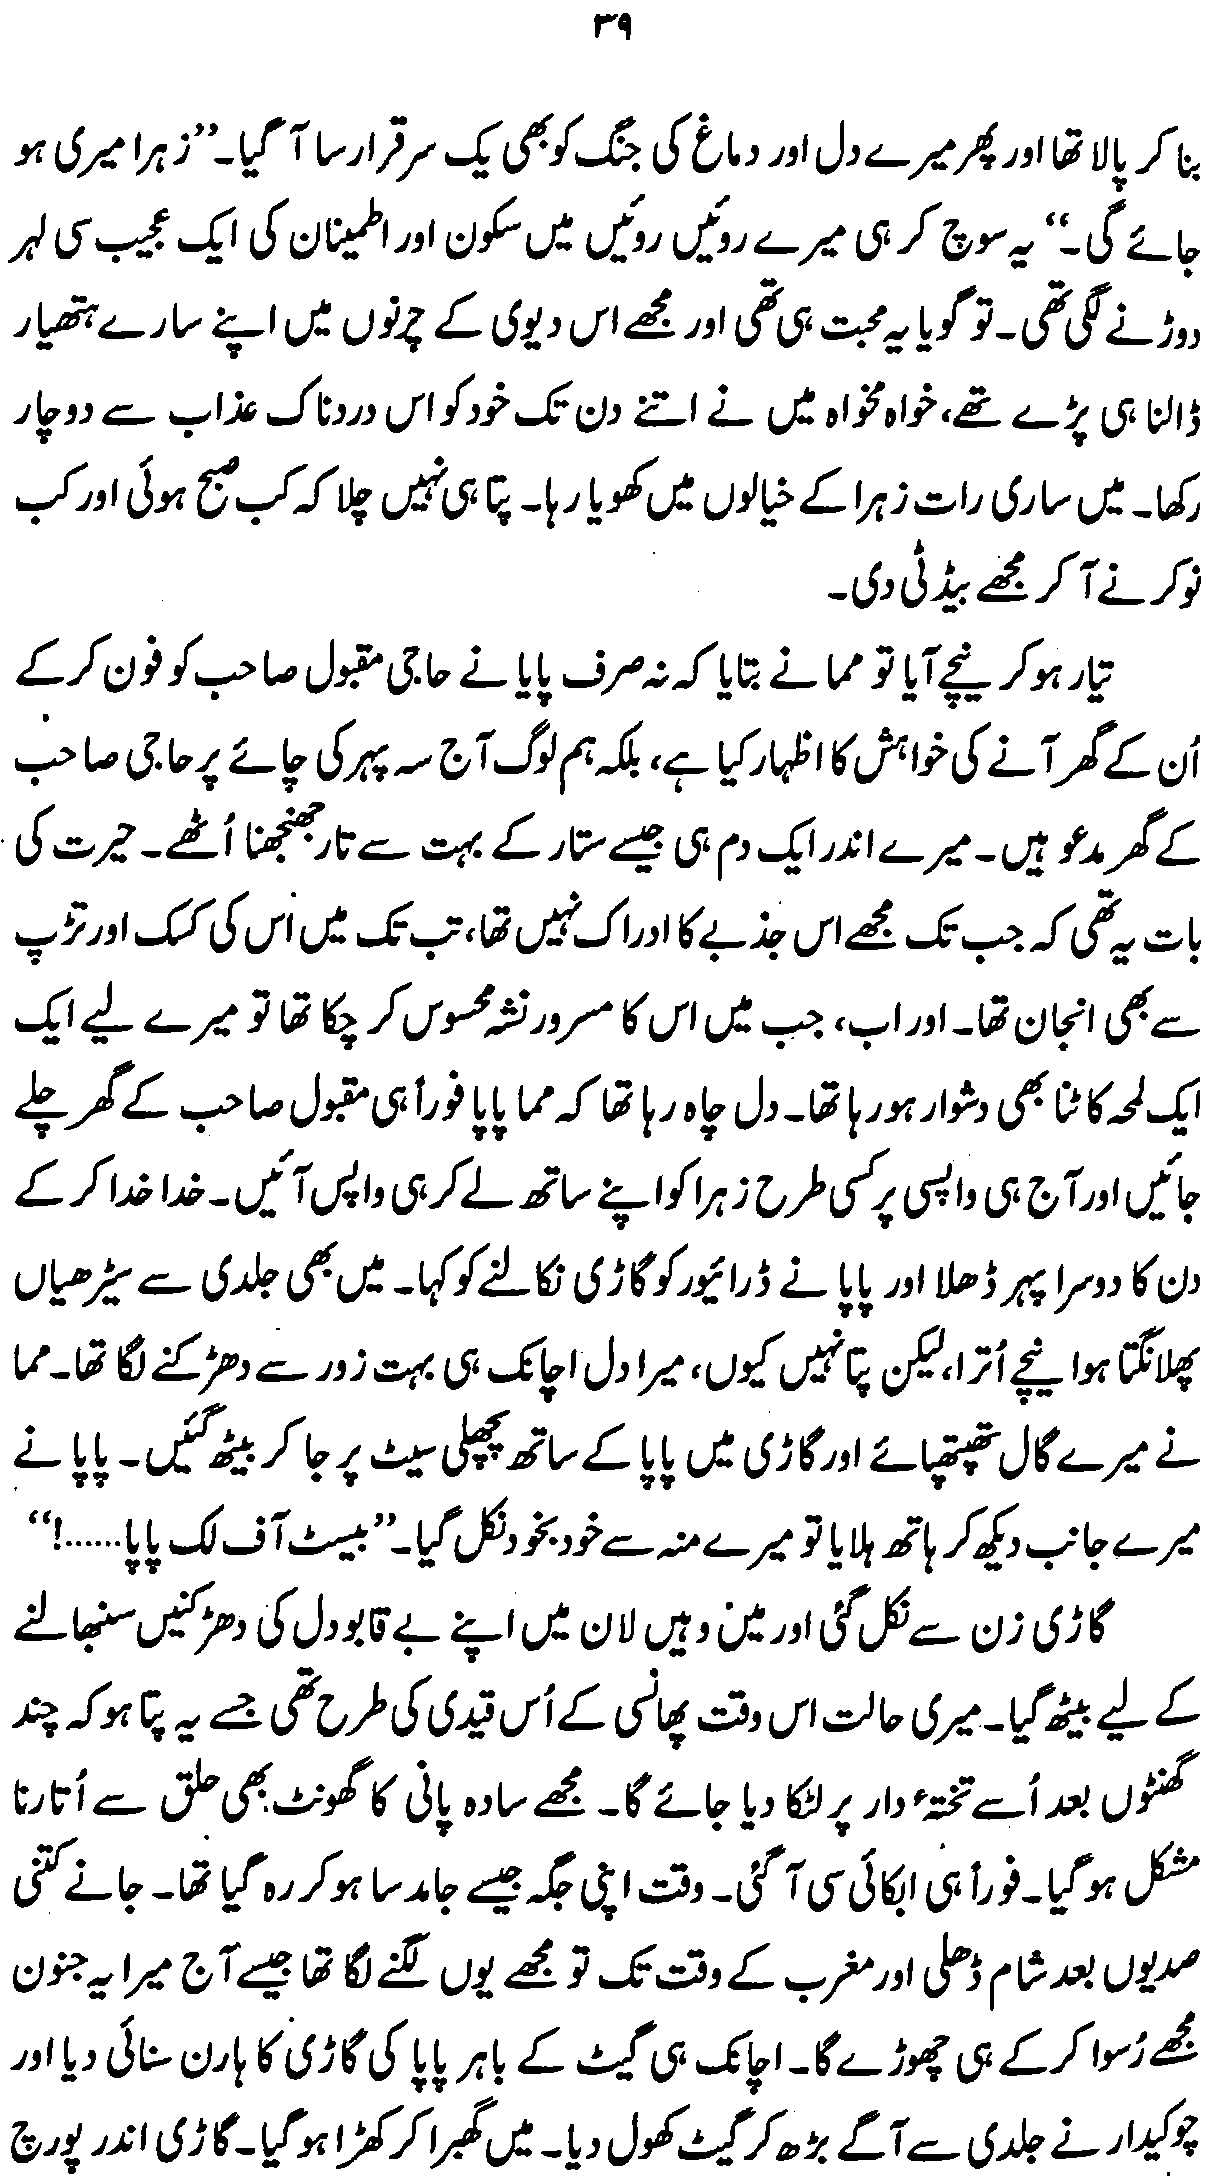 ۳۹
بنا کر پالا تھا اور پھر میرے دل اور دماغ کی جنگ کو بھی یک سر قرار سا آ گیا۔ ”زہرا میری ہو
جائے گی۔“ یہ سوچ کر ہی میرے روئیں روئیں میں سکون اور اطمینان کی ایک عجیب سی لہر
دوڑنے لگی تھی۔ تو گویا یہ محبت ہی تھی اور مجھے اس دیوی کے چرنوں میں اپنے سارے ہتھیار
ڈالنا ہی پڑے تھے، خواہ مخواہ میں نے اتنے دن تک خود کو اس دردناک عذاب سے دوچار
رکھا۔ میں ساری رات زہرا کے خیالوں میں کھویا رہا۔ پتا ہی نہیں چلا کہ کب صبح ہوئی اور کب
نوکر نے آ کر مجھے بیڈ ٹی دی۔
تیار ہو کر نیچے آیا تو مما نے بتایا کہ نہ صرف پاپا نے حاجی مقبول صاحب کو فون کر کے
اُن کے گھر آنے کی خواہش کا اظہار کیا ہے، بلکہ ہم لوگ آج سہ پہر کی چائے پر حاجی صاحب
کے گھر مدعو ہیں۔ میرے اندر ایک دم ہی جیسے ستار کے بہت سے تار جھنجھنا اُٹھے۔ حیرت کی
بات یہ تھی کہ جب تک مجھے اس جذبے کا ادراک نہیں تھا، تب تک میں اس کی کسک اور تڑپ
سے بھی انجان تھا۔ اور اب، جب میں اس کا مسرور نشہ محسوس کر چکا تھا تو میرے لیے ایک
ایک لمحہ کاٹنا بھی دشوار ہو رہا تھا۔ دل چاہ رہا تھا کہ مما پاپا فوراً ہی مقبول صاحب کے گھر چلے
جائیں اور آج ہی واپسی پر کسی طرح زہرا کو اپنے ساتھ لے کر ہی واپس آئیں۔ خدا خدا کر کے
دن کا دوسرا پہر ڈھلا اور پاپا نے ڈرائیور کو گاڑی نکالنے کو کہا۔ میں بھی جلدی سے سیڑھیاں
پھلانگتا ہوا نیچے اُترا، لیکن پتا نہیں کیوں، میرا دل اچانک ہی بہت زور سے دھڑکنے لگا تھا۔ مما
نے میرے گال تھپتھپائے اور گاڑی میں پاپا کے ساتھ پچھلی سیٹ پر جا کر بیٹھ گئیں۔ پاپا نے
میرے جانب دیکھ کر ہاتھ ہلایا تو میرے منہ سے خود بخود نکل گیا۔ ”بیسٹ آف لک پاپا......!“
گاڑی زن سے نکل گئی اور میں وہیں لان میں اپنے بے قابو دل کی دھڑکنیں سنبھالنے
کے لیے بیٹھ گیا۔ میری حالت اس وقت پھانسی کے اُس قیدی کی طرح تھی جسے یہ پتا ہو کہ چند
گھنٹوں بعد اُسے تختۂ دار پر لٹکا دیا جائے گا۔ مجھے سادہ پانی کا گھونٹ بھی حلق سے اُتارنا
مشکل ہو گیا۔ فوراً ہی ابکائی سی آ گئی۔ وقت اپنی جگہ جیسے جامد سا ہو کر رہ گیا تھا۔ جانے کتنی
صدیوں بعد شام ڈھلی اور مغرب کے وقت تک تو مجھے یوں لگنے لگا تھا جیسے آج میرا یہ جنون
مجھے رُسوا کر کے ہی چھوڑے گا۔ اچانک ہی گیٹ کے باہر پاپا کی گاڑی کا ہارن سنائی دیا اور
چوکیدار نے جلدی سے آگے بڑھ کر گیٹ کھول دیا۔ میں گھبرا کر کھڑا ہو گیا۔ گاڑی اندر پورچ